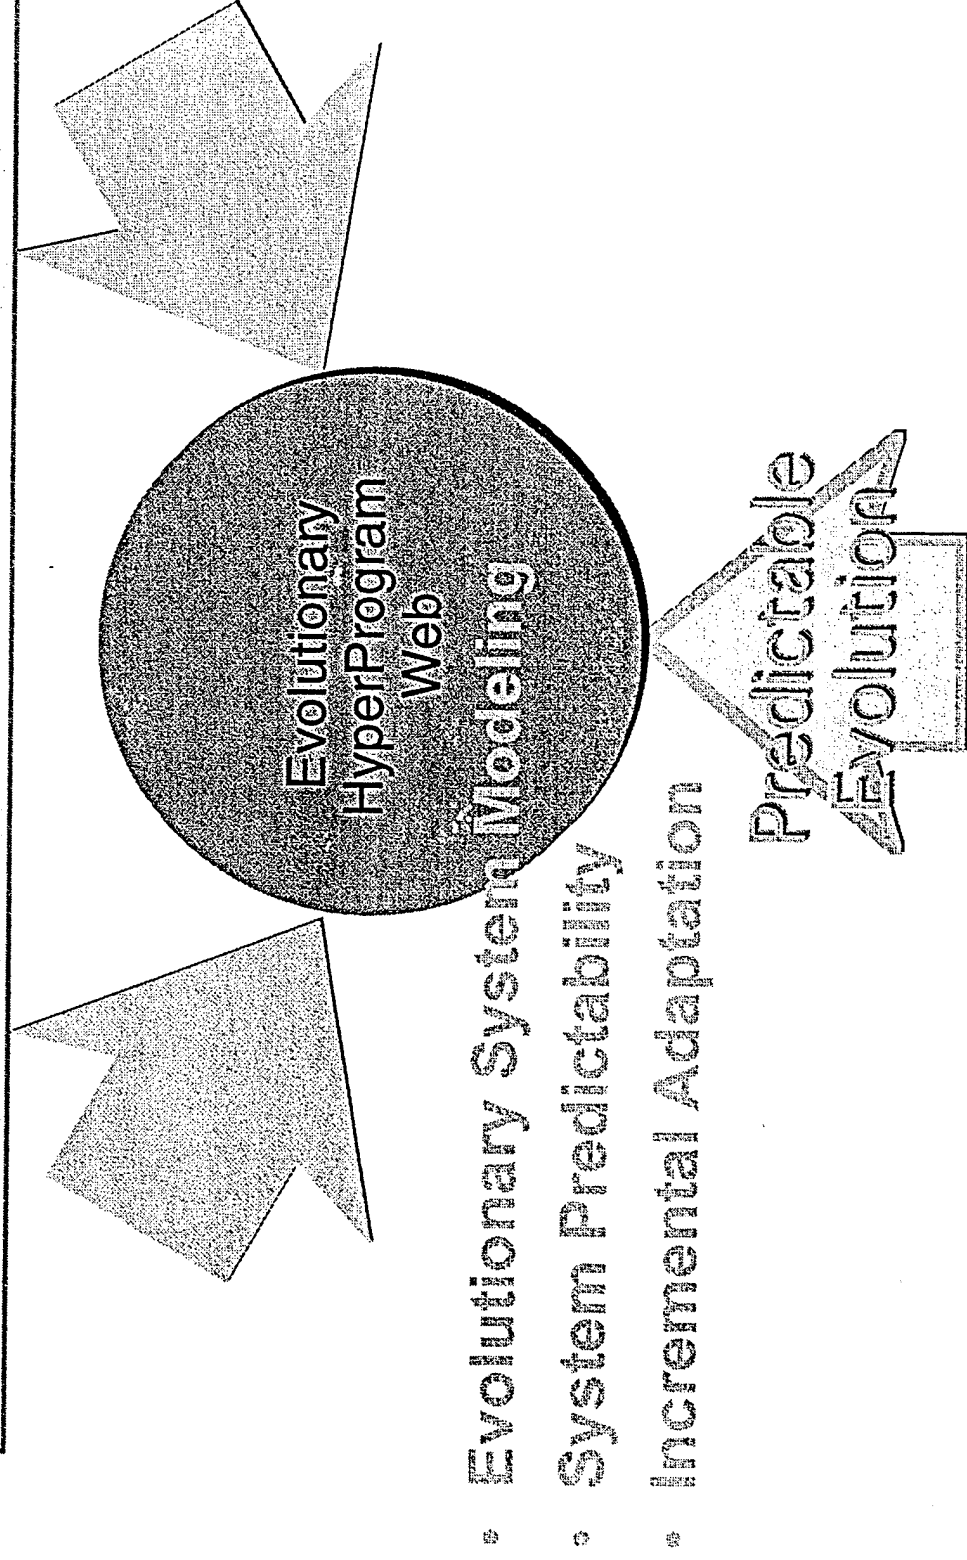 Evolutionary
HyperProgram
Web
• Evolutionary System Modeling
• System Predictability
• Incremental Adaptation
Predictable
Evolution